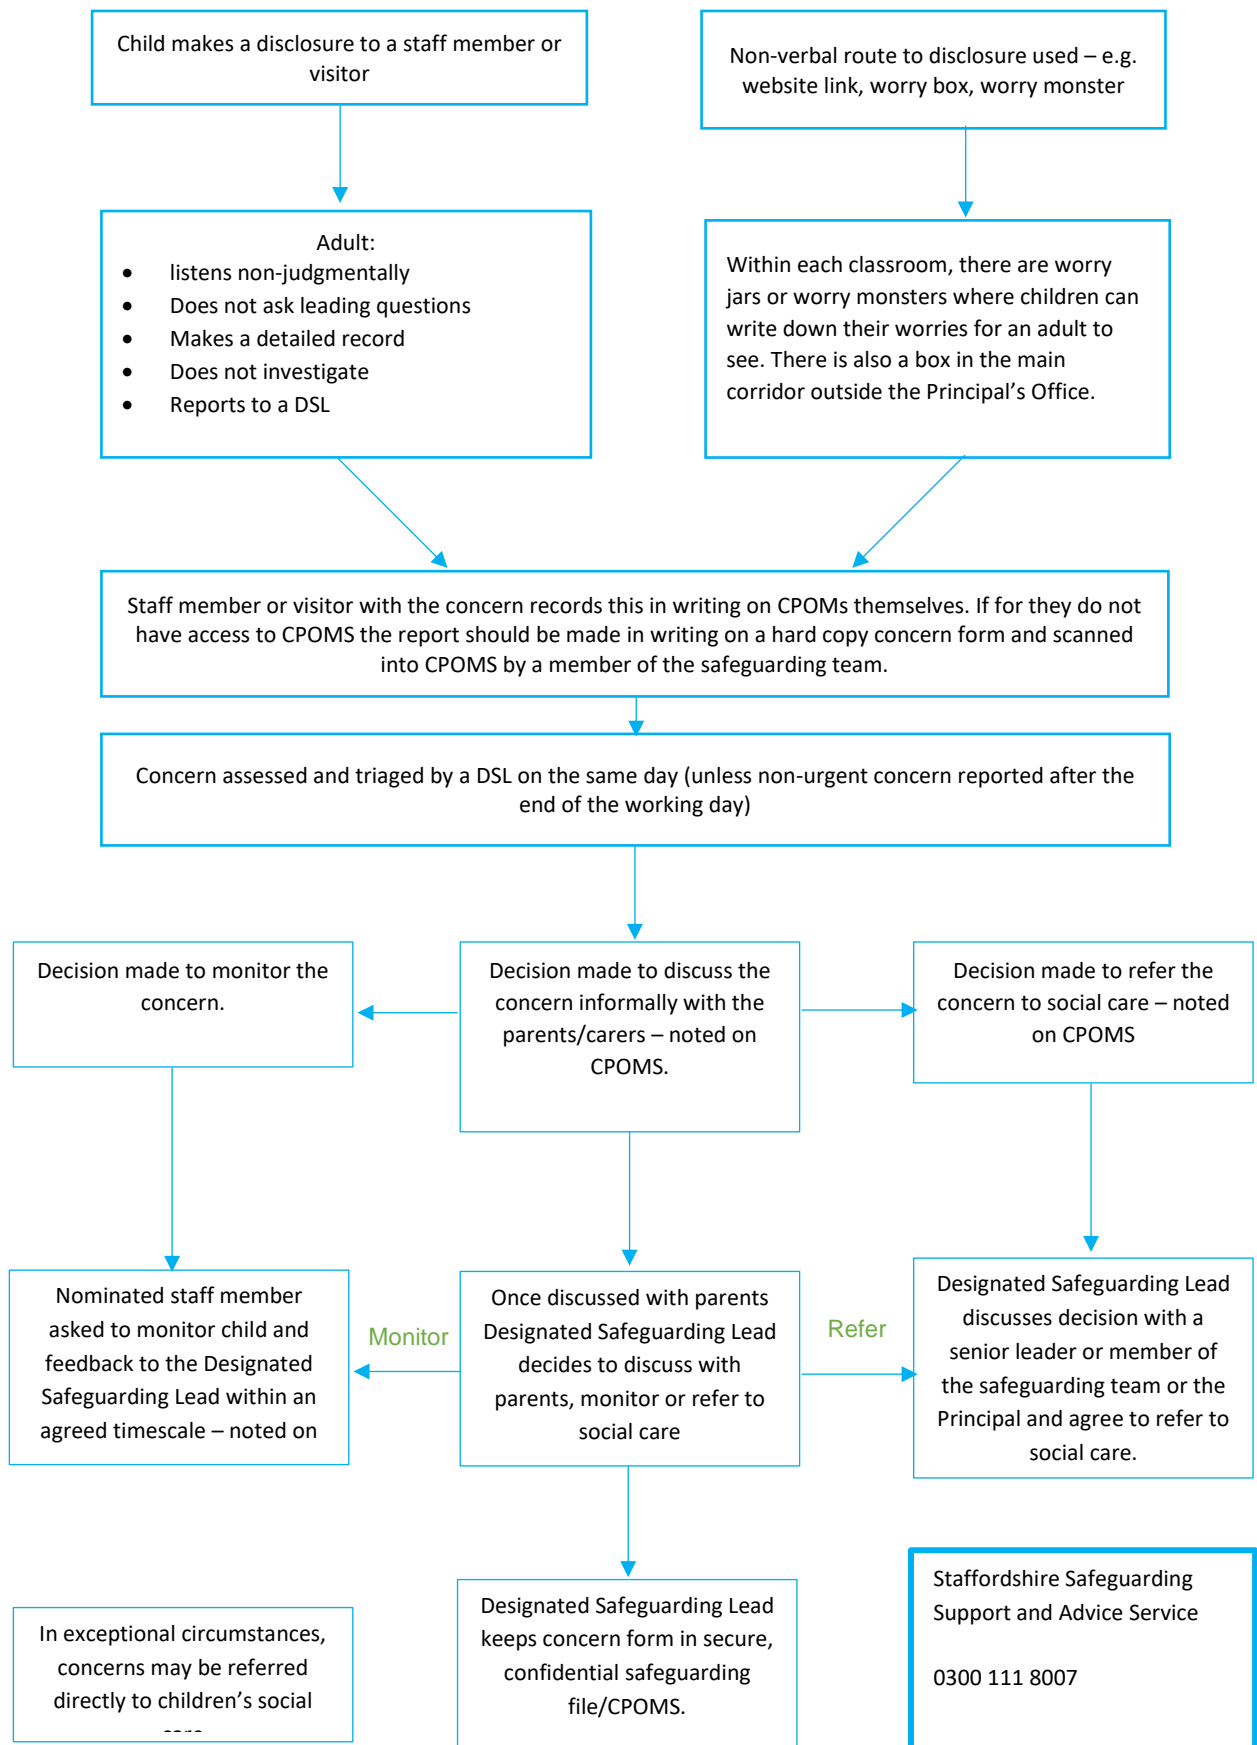 Child makes a disclosure to a staff member or
visitor
Non-verbal route to disclosure used – e.g.
website link, worry box, worry monster
Adult:
• listens non-judgmentally
• Does not ask leading questions
• Makes a detailed record
• Does not investigate
• Reports to a DSL
Within each classroom, there are worry
jars or worry monsters where children can
write down their worries for an adult to
see. There is also a box in the main
corridor outside the Principal’s Office.
Staff member or visitor with the concern records this in writing on CPOMs themselves. If for they do not
have access to CPOMS the report should be made in writing on a hard copy concern form and scanned
into CPOMS by a member of the safeguarding team.
Concern assessed and triaged by a DSL on the same day (unless non-urgent concern reported after the
end of the working day)
Decision made to monitor the
concern.
Decision made to discuss the
concern informally with the
parents/carers – noted on
CPOMS.
Decision made to refer the
concern to social care – noted
on CPOMS
Nominated staff member
asked to monitor child and
feedback to the Designated
Safeguarding Lead within an
agreed timescale – noted on
Monitor
Once discussed with parents
Designated Safeguarding Lead
decides to discuss with
parents, monitor or refer to
social care
Refer
Designated Safeguarding Lead
discusses decision with a
senior leader or member of
the safeguarding team or the
Principal and agree to refer to
social care.
In exceptional circumstances,
concerns may be referred
directly to children’s social
Designated Safeguarding Lead
keeps concern form in secure,
confidential safeguarding
file/CPOMS.
Staffordshire Safeguarding
Support and Advice Service
0300 111 8007